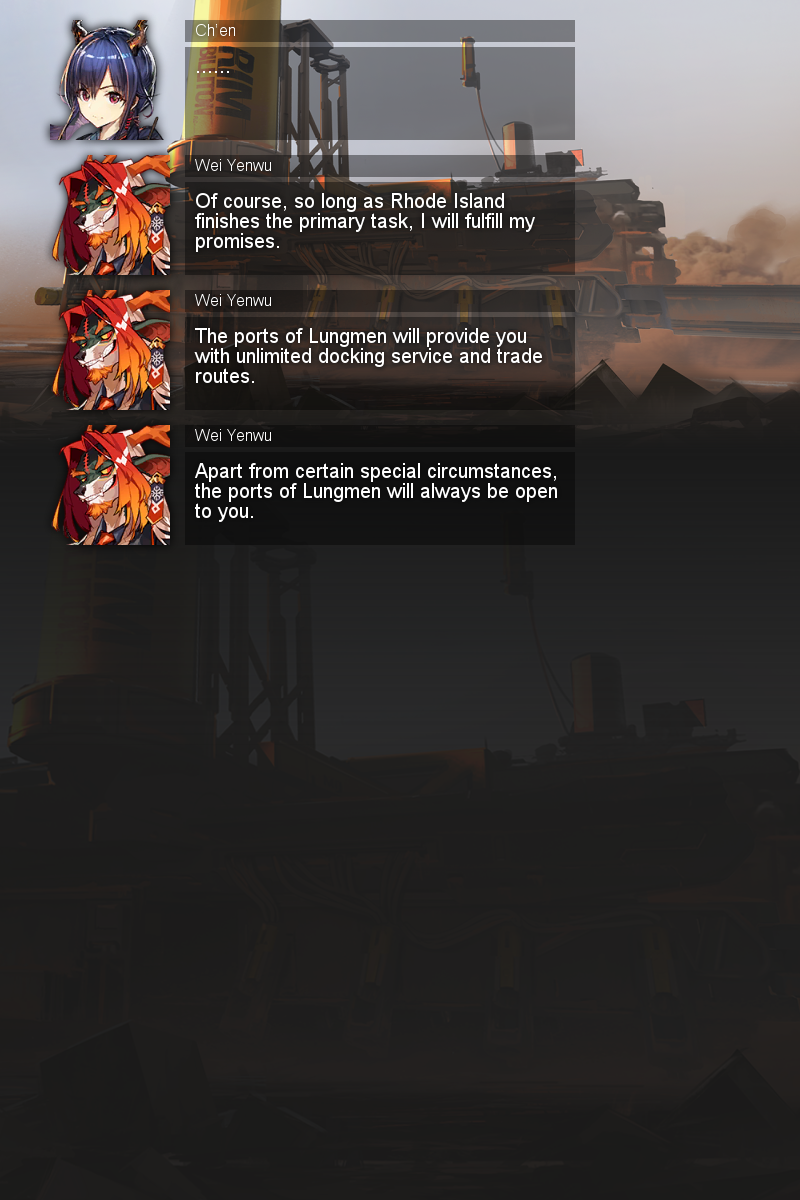 Ch'en
......
Wei Yenwu
Of course, so long as Rhode Island
finishes the primary task, I will fulfill my
promises.
Wei Yenwu
The ports of Lungmen will provide you
with unlimited docking service and trade
routes.
Wei Yenwu
Apart from certain special circumstances,
the ports of Lungmen will always be open
to you.
RIM
BILLITON